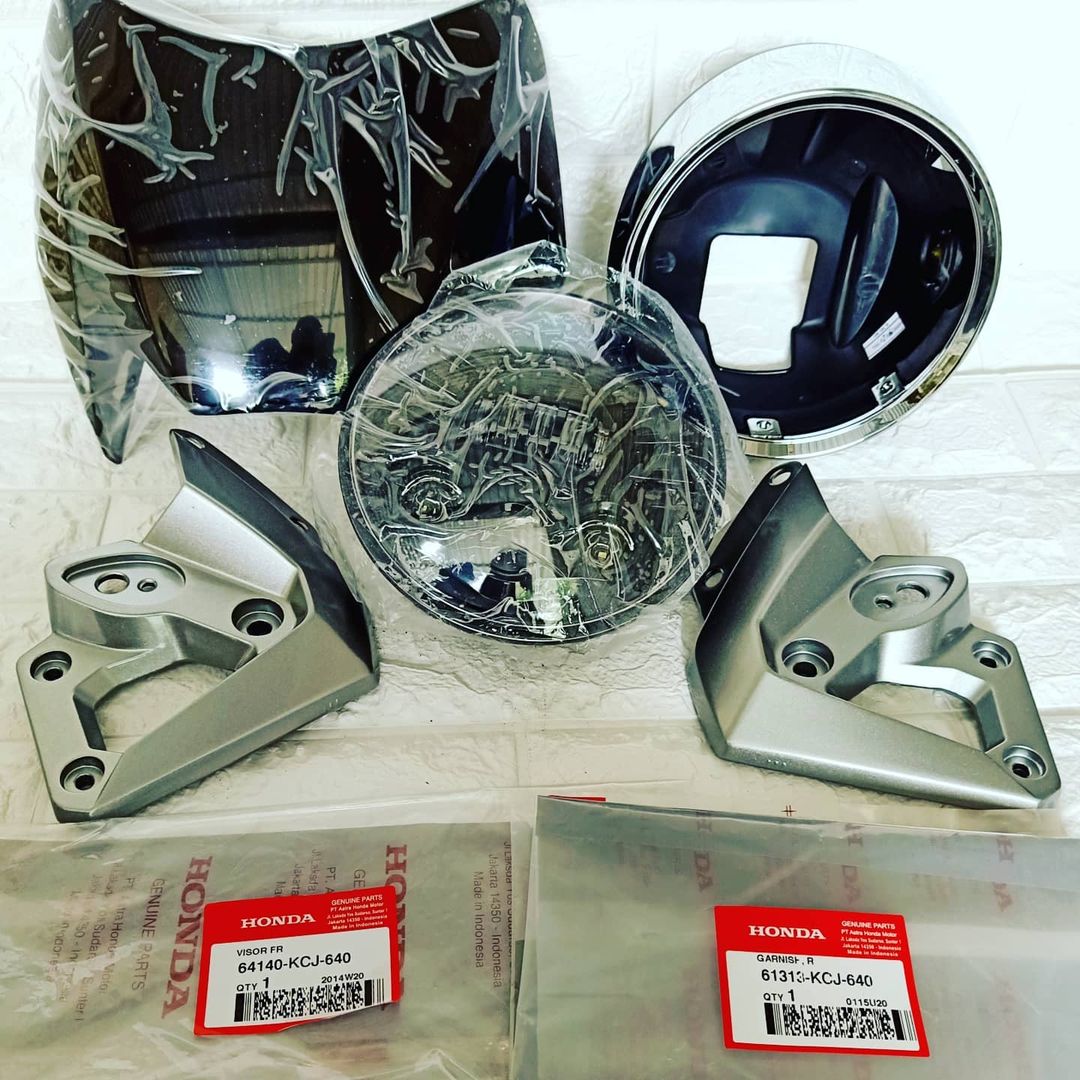 HONDA
GENUINE PARTS
PT Astra Honda Motor
Jl. Laksda Yos Sudarso, Sunter I
Jakarta 14350 - Indonesia
Made in Indonesia
VISOR FR
64140-KCJ-640
QTY 1
2014W20
HONDA
GENUINE PARTS
PT Astra Honda Motor
Jl. Laksda Yos Sudarso, Sunter I
Jakarta 14350 - Indonesia
Made in Indonesia
GARNISH, R
61313-KCJ-640
QTY 1
0115U20
HONDA
GENUINE PARTS
HONDA
Jakarta 14350 - Indonesia
Made in Indonesia